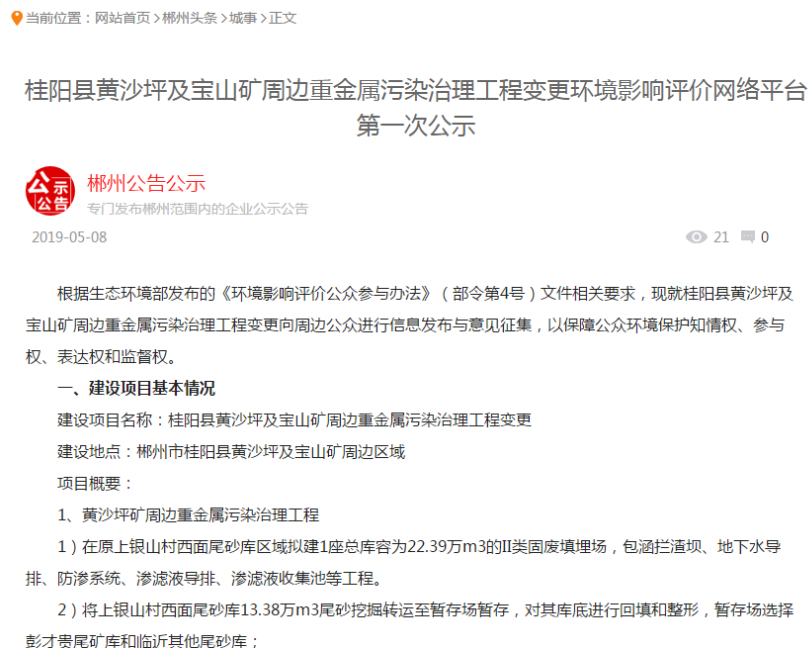 当前位置：网站首页>郴州头条>城事>正文
桂阳县黄沙坪及宝山矿周边重金属污染治理工程变更环境影响评价网络平台
第一次公示
公示
公告
郴州公告公示
专门发布郴州范围内的企业公示公告
2019-05-08 21 0
根据生态环境部发布的《环境影响评价公众参与办法》（部令第4号）文件相关要求，现就桂阳县黄沙坪及
宝山矿周边重金属污染治理工程变更向周边公众进行信息发布与意见征集，以保障公众环境保护知情权、参与
权、表达权和监督权。
一、建设项目基本情况
建设项目名称：桂阳县黄沙坪及宝山矿周边重金属污染治理工程变更
建设地点：郴州市桂阳县黄沙坪及宝山矿周边区域
项目概要：
1、黄沙坪矿周边重金属污染治理工程
1）在原上银山村西面尾砂库区域拟建1座总库容为22.39万m3的II类固废填埋场，包涵拦渣坝、地下水导
排、防渗系统、渗滤液导排、渗滤液收集池等工程。
2）将上银山村西面尾砂库13.38万m3尾砂挖掘转运至暂存场暂存，对其库底进行回填和整形，暂存场选择
彭才贵尾矿库和临近其他尾砂库；